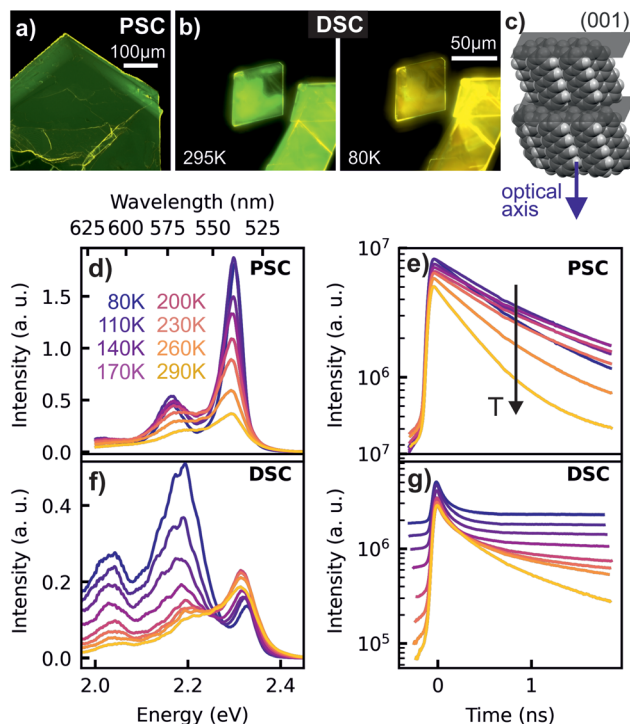 a) PSC
100µm
b) DSC
50µm
295K
80K
c) (001)
optical
axis
Wavelength (nm)
625 600 575 550 525
d) PSC
Intensity (a. u.)
1.5
1.0
0.5
0.0
80K 200K
110K 230K
140K 260K
170K 290K
e) PSC
Intensity (a. u.)
10⁷
10⁶
10⁷
T
f) DSC
Intensity (a. u.)
0.4
0.2
0.0
2.0 2.2 2.4
Energy (eV)
g) DSC
Intensity (a. u.)
10⁶
10⁵
0 1
Time (ns)